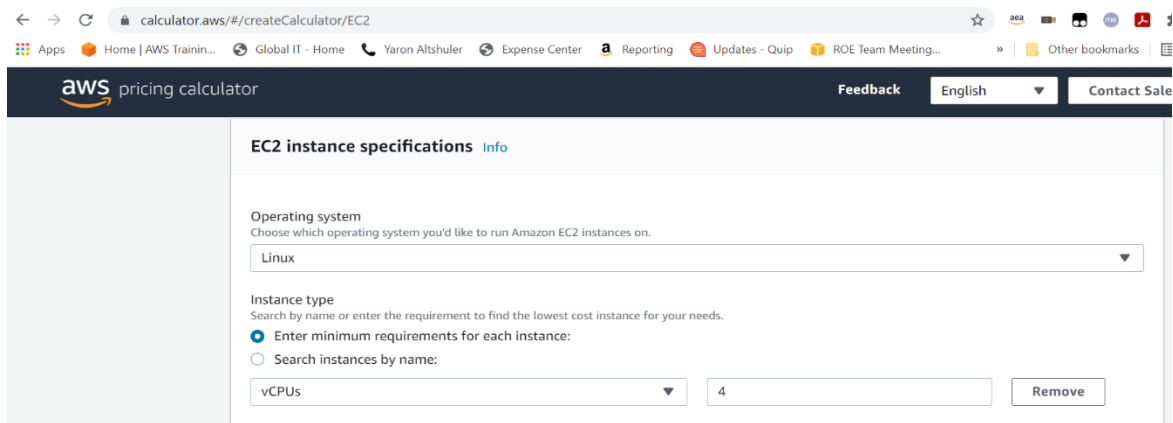 calculator.aws/#/createCalculator/EC2
aea
me
Apps Home | AWS Trainin... Global IT - Home Yaron Altshuler Expense Center a Reporting Updates - Quip ROE Team Meeting... » Other bookmarks
aws pricing calculator Feedback English Contact Sale
EC2 instance specifications Info
Operating system
Choose which operating system you'd like to run Amazon EC2 instances on.
Linux
Instance type
Search by name or enter the requirement to find the lowest cost instance for your needs.
Enter minimum requirements for each instance:
Search instances by name:
vCPUs 4 Remove